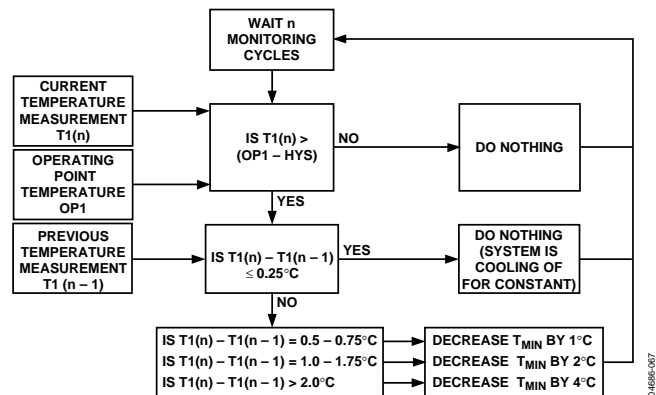 WAIT n
MONITORING
CYCLES
CURRENT
TEMPERATURE
MEASUREMENT
T1(n)
IS T1(n) >
(OP1 – HYS)
NO
DO NOTHING
OPERATING
POINT
TEMPERATURE
OP1
YES
PREVIOUS
TEMPERATURE
MEASUREMENT
T1 (n – 1)
IS T1(n) – T1(n – 1)
≤ 0.25°C
YES
DO NOTHING
(SYSTEM IS
COOLING OF
FOR CONSTANT)
NO
IS T1(n) – T1(n – 1) = 0.5 – 0.75°C
DECREASE TMIN BY 1°C
IS T1(n) – T1(n – 1) = 1.0 – 1.75°C
DECREASE TMIN BY 2°C
IS T1(n) – T1(n – 1) > 2.0°C
DECREASE TMIN BY 4°C
04686-067